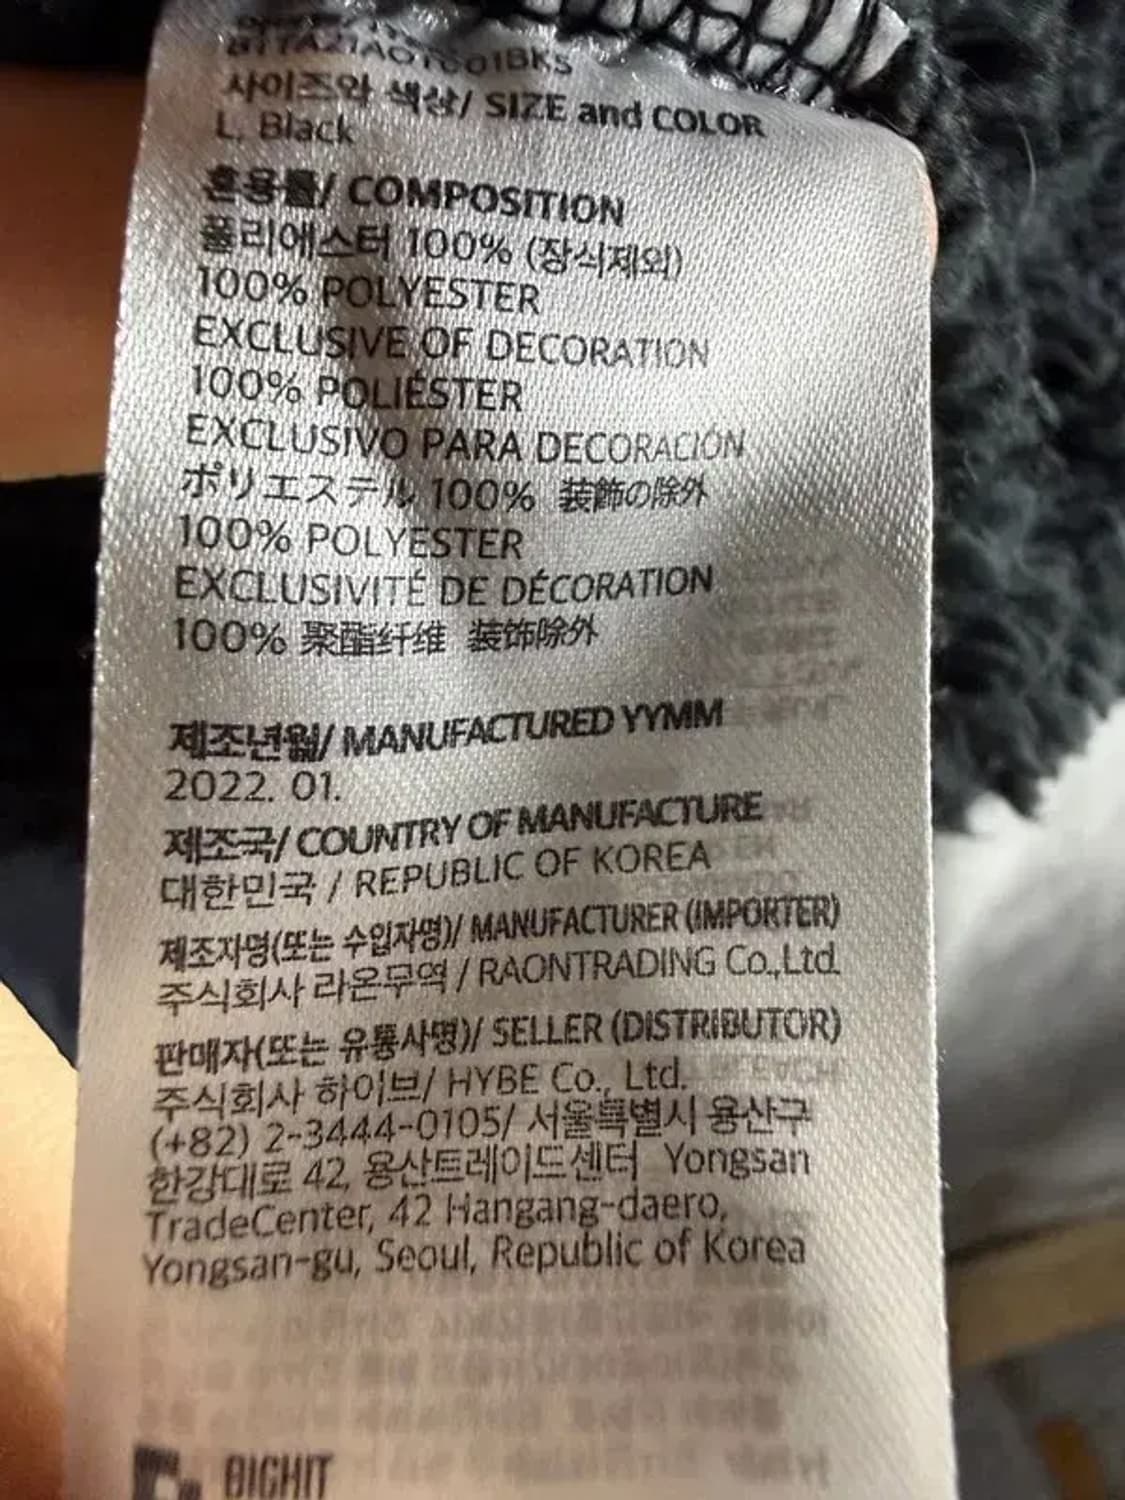 사이즈와 색상/ SIZE and COLOR
L. Black
혼용률/ COMPOSITION
폴리에스터 100% (장식제외)
100% POLYESTER
EXCLUSIVE OF DECORATION
100% POLIÉSTER
EXCLUSIVO PARA DECORACIÓN
ポリエステル 100% 装飾の除外
100% POLYESTER
EXCLUSIVITÉ DE DÉCORATION
100% 聚酯纤维 装饰除外
제조년월/ MANUFACTURED YYMM
2022. 01.
제조국/ COUNTRY OF MANUFACTURE
대한민국 / REPUBLIC OF KOREA
제조자명(또는 수입자명)/ MANUFACTURER (IMPORTER)
주식회사 라온무역 / RAONTRADING Co.,Ltd.
판매자(또는 유통사명)/ SELLER (DISTRIBUTOR)
주식회사 하이브/ HYBE Co., Ltd.
(+82) 2-3444-0105/ 서울특별시 용산구
한강대로 42, 용산트레이드센터 Yongsan
TradeCenter, 42 Hangang-daero,
Yongsan-gu, Seoul, Republic of Korea
BIGHIT